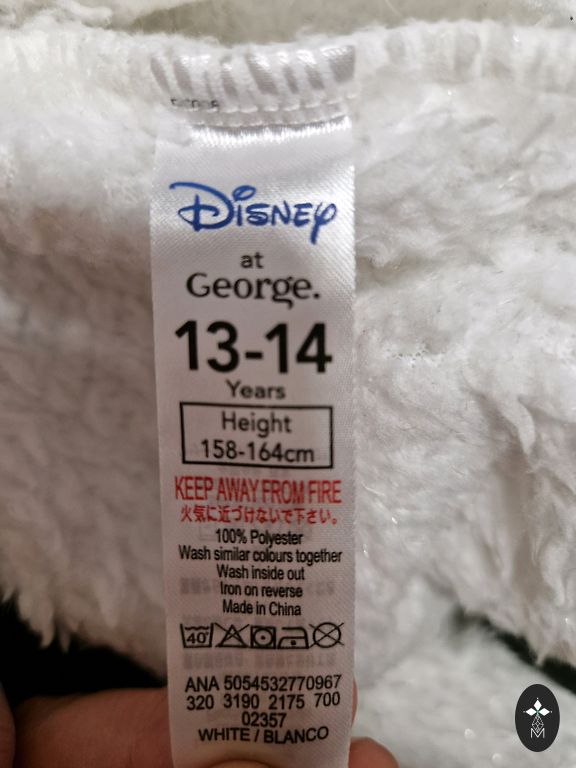 Disney
at
George.
13-14
Years
Height
158-164cm
KEEP AWAY FROM FIRE
火気に近づけないで下さい。
100% Polyester
Wash similar colours together
Wash inside out
Iron on reverse
Made in China
40
ANA 5054532770967
320 3190 2175 700
02357
WHITE / BLANCO
M